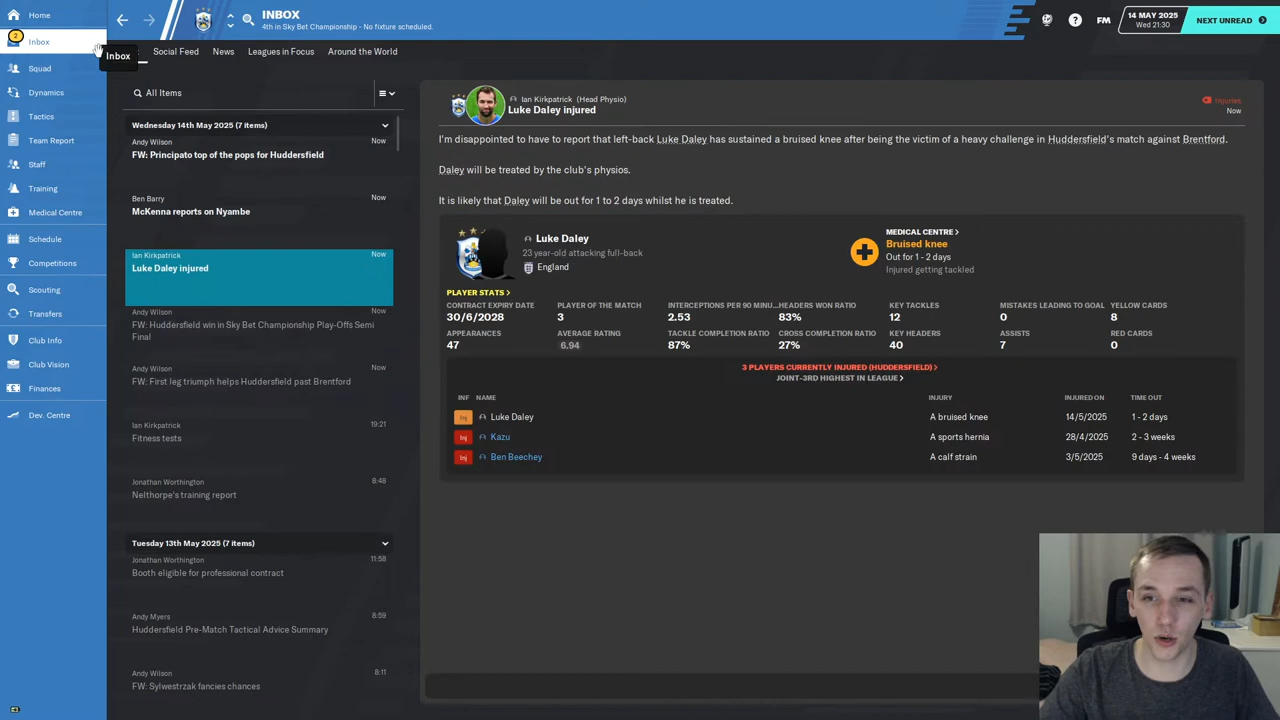 Home
INBOX
4th in Sky Bet Championship - No fixture scheduled.
FM
14 MAY 2025
Wed 21:30
NEXT UNREAD
2
Inbox
Inbox
Social Feed
News
Leagues in Focus
Around the World
Squad
Dynamics
Tactics
Team Report
Staff
Training
Medical Centre
Schedule
Competitions
Scouting
Transfers
Club Info
Club Vision
Finances
Dev. Centre
All Items
Wednesday 14th May 2025 (7 items)
Andy Wilson
Now
FW: Principato top of the pops for Huddersfield
Ben Barry
Now
McKenna reports on Nyambe
Ian Kirkpatrick
Now
Luke Daley injured
Andy Wilson
Now
FW: Huddersfield win in Sky Bet Championship Play-Offs Semi
Final
Andy Wilson
Now
FW: First leg triumph helps Huddersfield past Brentford
Ian Kirkpatrick
19:21
Fitness tests
Jonathan Worthington
8:48
Nelthorpe's training report
Tuesday 13th May 2025 (7 items)
Jonathan Worthington
11:58
Booth eligible for professional contract
Andy Myers
8:59
Huddersfield Pre-Match Tactical Advice Summary
Andy Wilson
8:11
FW: Sylwestrzak fancies chances
Ian Kirkpatrick (Head Physio)
Luke Daley injured
Injuries
Now
I'm disappointed to have to report that left-back Luke Daley has sustained a bruised knee after being the victim of a heavy challenge in Huddersfield's match against Brentford.
Daley will be treated by the club's physios.
It is likely that Daley will be out for 1 to 2 days whilst he is treated.
Luke Daley
23 year-old attacking full-back
England
MEDICAL CENTRE
Bruised knee
Out for 1 - 2 days
Injured getting tackled
PLAYER STATS
CONTRACT EXPIRY DATE
PLAYER OF THE MATCH
INTERCEPTIONS PER 90 MINU...
HEADERS WON RATIO
KEY TACKLES
MISTAKES LEADING TO GOAL
YELLOW CARDS
30/6/2028
3
2.53
83%
12
0
8
APPEARANCES
AVERAGE RATING
TACKLE COMPLETION RATIO
CROSS COMPLETION RATIO
KEY HEADERS
ASSISTS
RED CARDS
47
6.94
87%
27%
40
7
0
3 PLAYERS CURRENTLY INJURED (HUDDERSFIELD)
JOINT-3RD HIGHEST IN LEAGUE
INF
NAME
INJURY
INJURED ON
TIME OUT
Inj
Luke Daley
A bruised knee
14/5/2025
1 - 2 days
Inj
Kazu
A sports hernia
28/4/2025
2 - 3 weeks
Inj
Ben Beechey
A calf strain
3/5/2025
9 days - 4 weeks